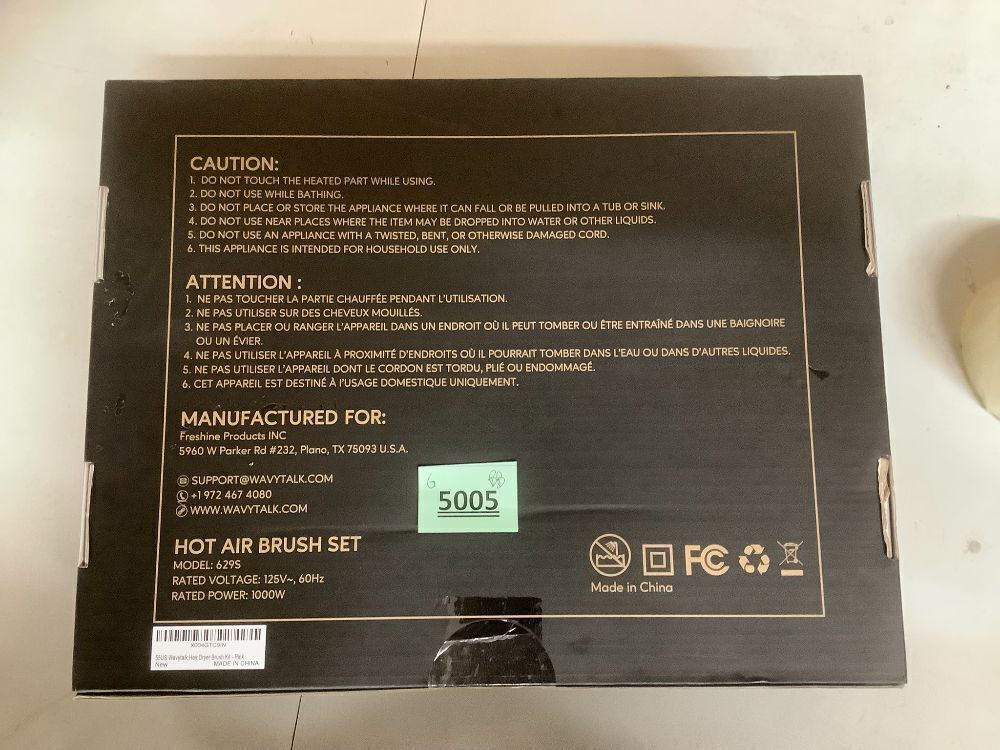 CAUTION:
1. DO NOT TOUCH THE HEATED PART WHILE USING.
2. DO NOT USE WHILE BATHING.
3. DO NOT PLACE OR STORE THE APPLIANCE WHERE IT CAN FALL OR BE PULLED INTO A TUB OR SINK.
4. DO NOT USE NEAR PLACES WHERE THE ITEM MAY BE DROPPED INTO WATER OR OTHER LIQUIDS.
5. DO NOT USE AN APPLIANCE WITH A TWISTED, BENT, OR OTHERWISE DAMAGED CORD.
6. THIS APPLIANCE IS INTENDED FOR HOUSEHOLD USE ONLY.
ATTENTION :
1. NE PAS TOUCHER LA PARTIE CHAUFFÉE PENDANT L'UTILISATION.
2. NE PAS UTILISER SUR DES CHEVEUX MOUILLÉS.
3. NE PAS PLACER OU RANGER L'APPAREIL DANS UN ENDROIT OÙ IL PEUT TOMBER OU ÊTRE ENTRAÎNÉ DANS UNE BAIGNOIRE
OU UN ÉVIER.
4. NE PAS UTILISER L'APPAREIL À PROXIMITÉ D'ENDROITS OÙ IL POURRAIT TOMBER DANS L'EAU OU DANS D'AUTRES LIQUIDES.
5. NE PAS UTILISER L'APPAREIL DONT LE CORDON EST TORDU, PLIÉ OU ENDOMMAGÉ.
6. CET APPAREIL EST DESTINÉ À L'USAGE DOMESTIQUE UNIQUEMENT.
MANUFACTURED FOR:
Freshine Products INC
5960 W Parker Rd #232, Plano, TX 75093 U.S.A.
SUPPORT@WAVYTALK.COM
+1 972 467 4080
WWW.WAVYTALK.COM
G
5005
HOT AIR BRUSH SET
MODEL: 629S
RATED VOLTAGE: 125V~, 60Hz
RATED POWER: 1000W
FC
Made in China
Wavytalk Hair Dryer Brush Kit - Pink
New MADE IN CHINA